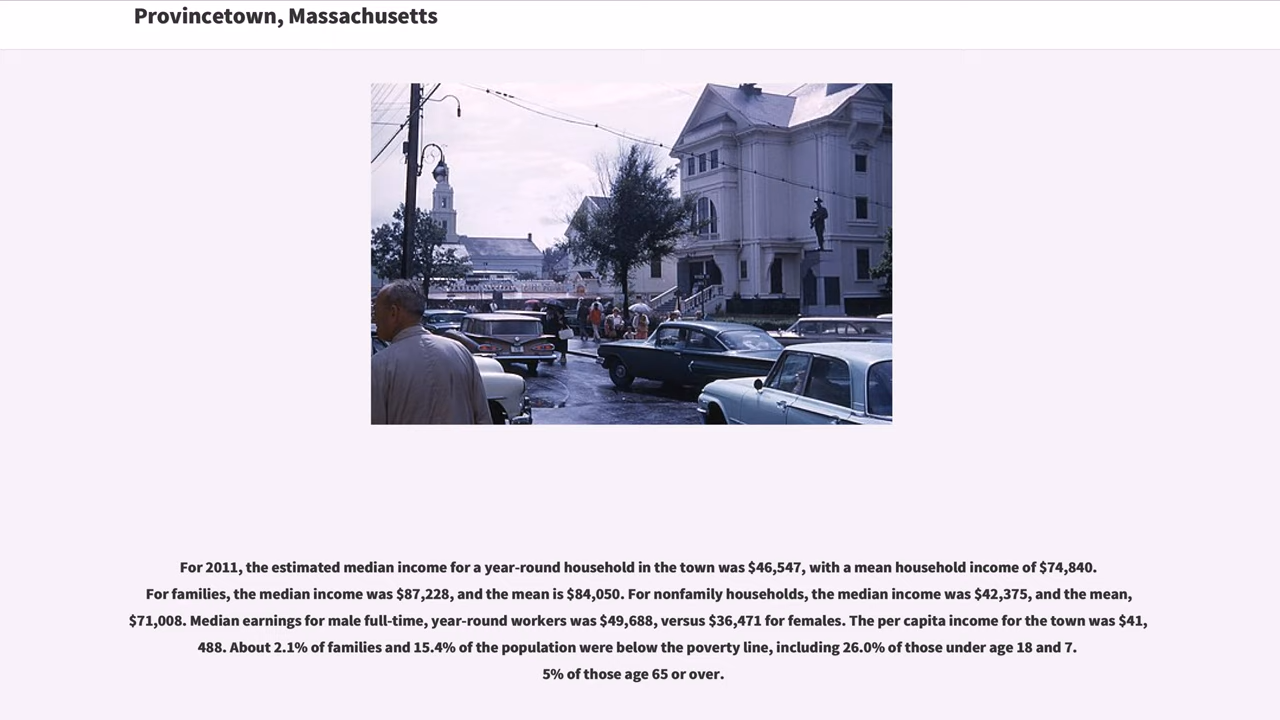 Provincetown, Massachusetts
For 2011, the estimated median income for a year-round household in the town was $46,547, with a mean household income of $74,840.
For families, the median income was $87,228, and the mean is $84,050. For nonfamily households, the median income was $42,375, and the mean,
$71,008. Median earnings for male full-time, year-round workers was $49,688, versus $36,471 for females. The per capita income for the town was $41,
488. About 2.1% of families and 15.4% of the population were below the poverty line, including 26.0% of those under age 18 and 7.
5% of those age 65 or over.